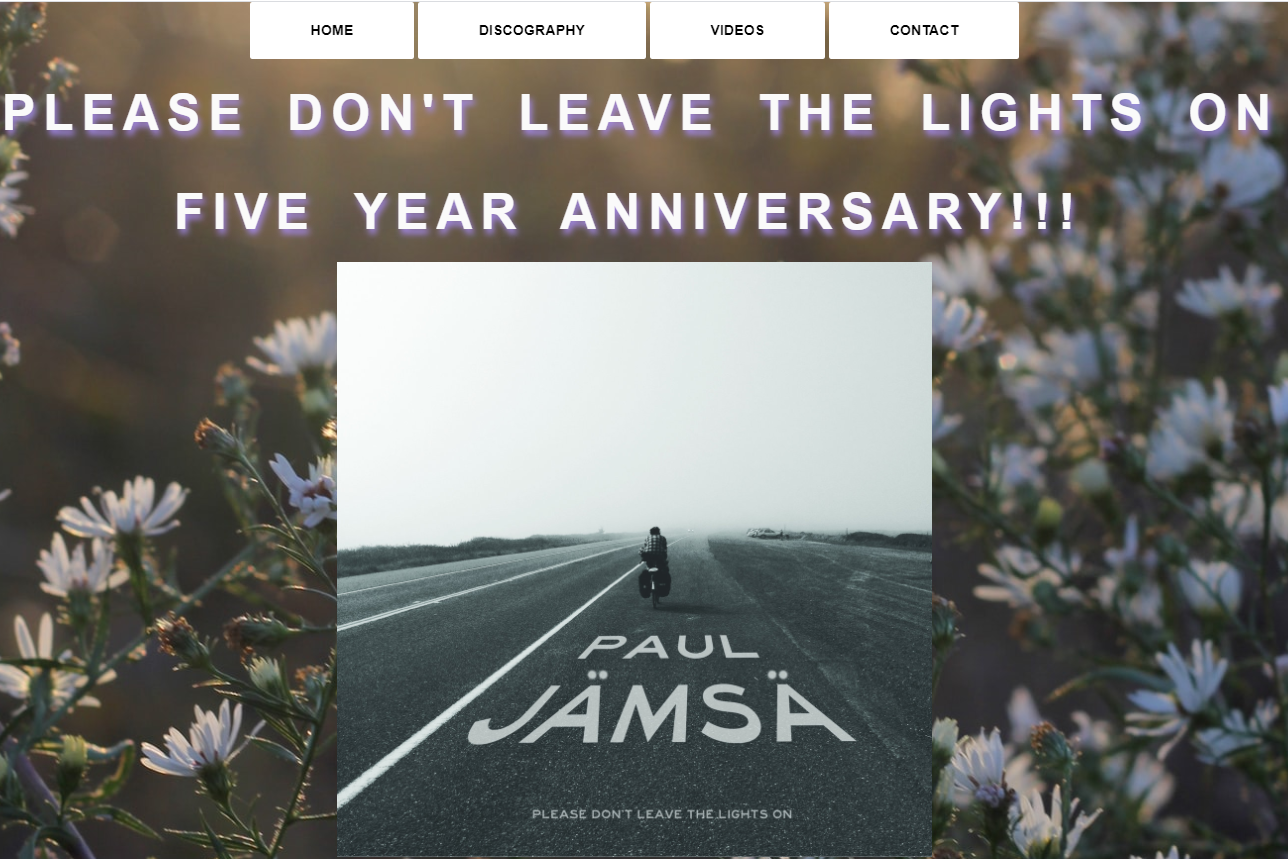 HOME DISCOGRAPHY VIDEOS CONTACT
PLEASE DON'T LEAVE THE LIGHTS ON
FIVE YEAR ANNIVERSARY!!!
PAUL
JÄMSÄ
PLEASE DON'T LEAVE THE LIGHTS ON